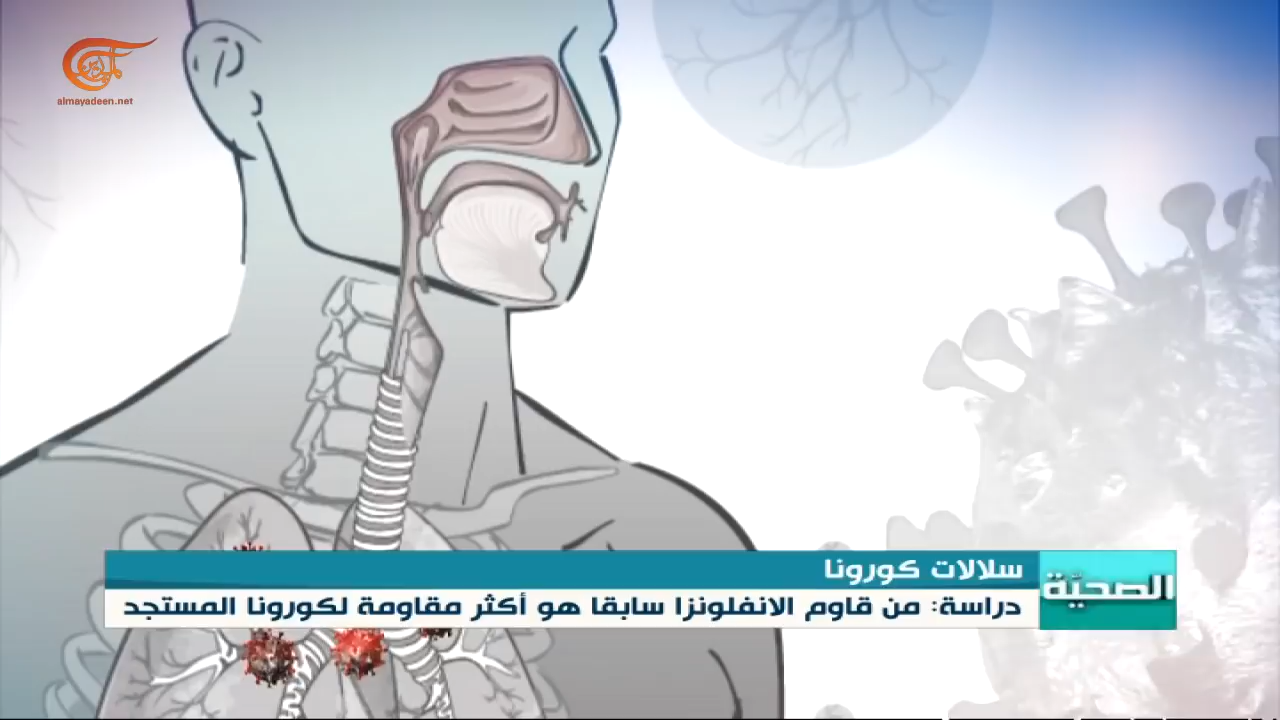 almayadeen.net
سلالات كورونا
الصحيّة
دراسة: من قاوم الانفلونزا سابقا هو أكثر مقاومة لكورونا المستجد